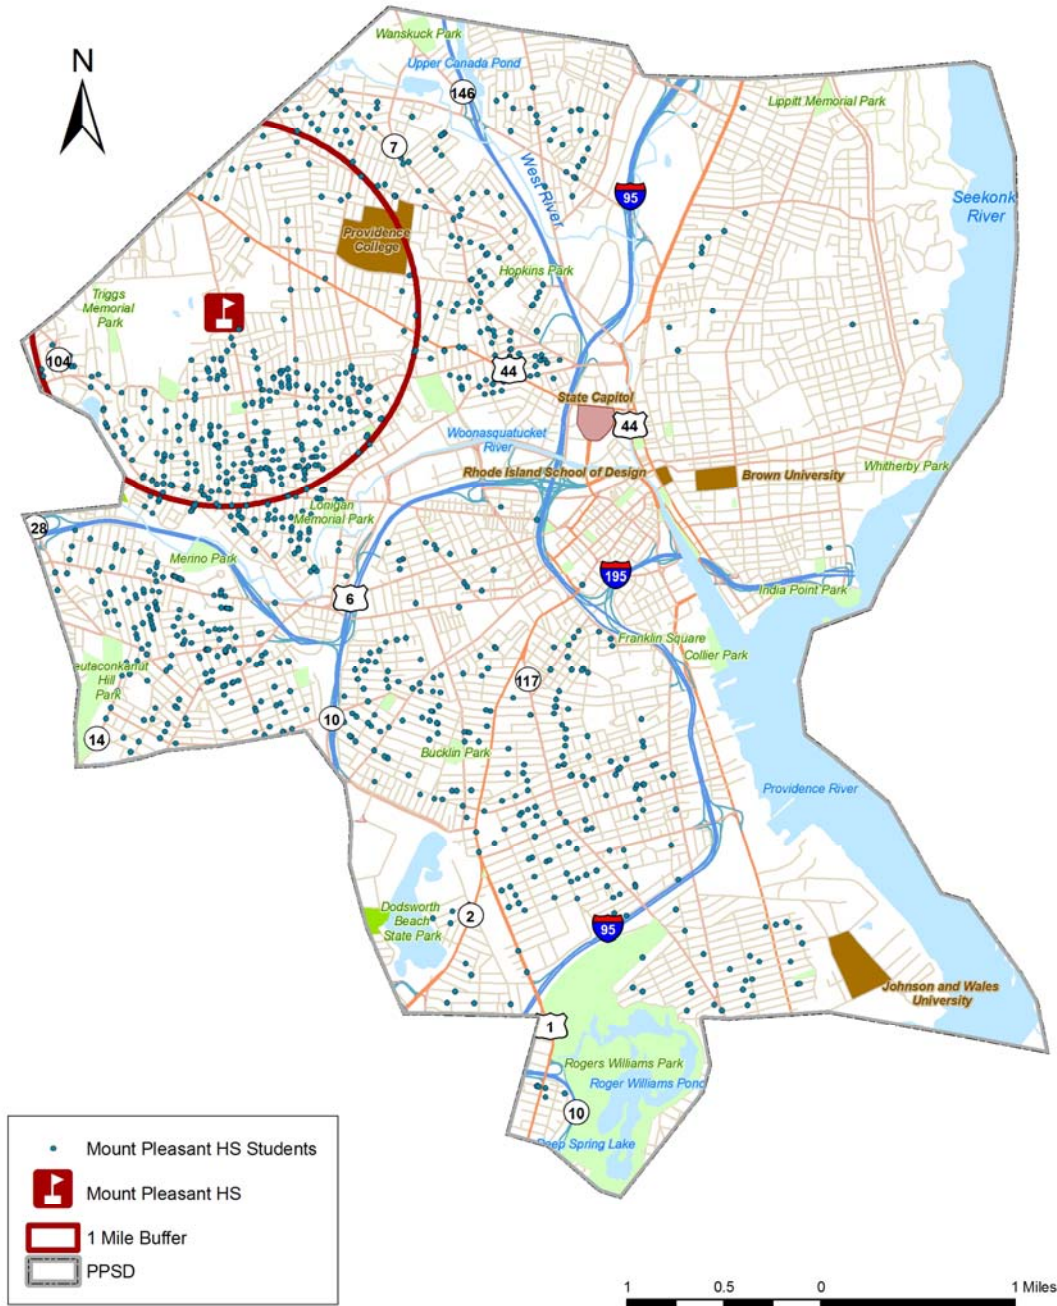 Wanskuck Park
N
Upper Canada Pond
146
Lippitt Memorial Park
7
West River
95
Seekonk
River
Providence
College
Hopkins Park
Triggs
Memorial
Park
104
44
State Capitol
44
Woonasquatucket
River
Rhode Island School of Design
Brown University
Whitherby Park
Lonigan
Memorial Park
28
Merino Park
195
6
India Point Park
Franklin Square
Collier Park
eutaconkanut
Hill
Park
117
10
14
Bucklin Park
Providence River
Dodsworth
Beach
State Park
2
95
Johnson and Wales
University
1
Rogers Williams Park
Roger Williams Pond
10
Deep Spring Lake
Mount Pleasant HS Students
Mount Pleasant HS
1 Mile Buffer
PPSD
1 0.5 0 1 Miles